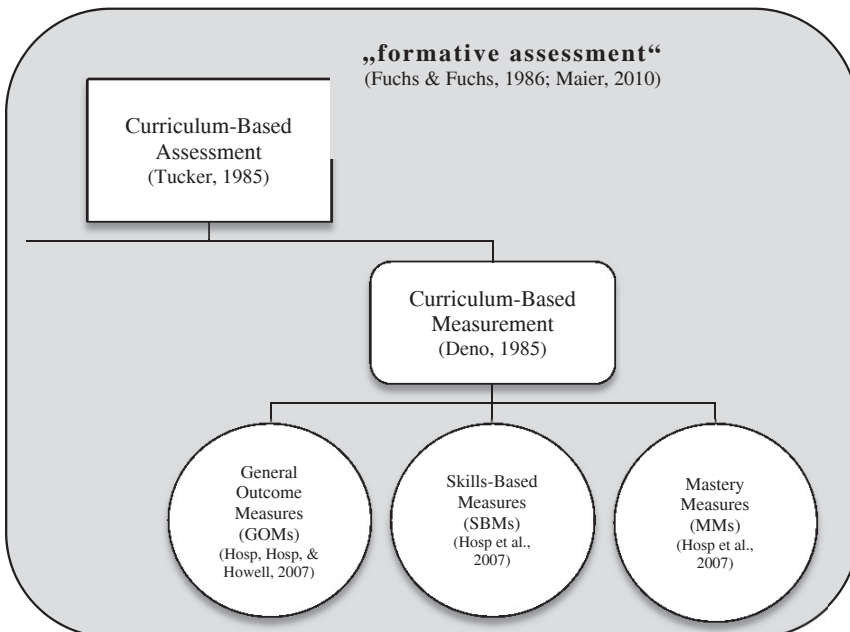 „formative assessment“
(Fuchs & Fuchs, 1986; Maier, 2010)
Curriculum-Based
Assessment
(Tucker, 1985)
Curriculum-Based
Measurement
(Deno, 1985)
General
Outcome
Measures
(GOMs)
(Hosp, Hosp, &
Howell, 2007)
Skills-Based
Measures
(SBMs)
(Hosp et al.,
2007)
Mastery
Measures
(MMs)
(Hosp et al.,
2007)